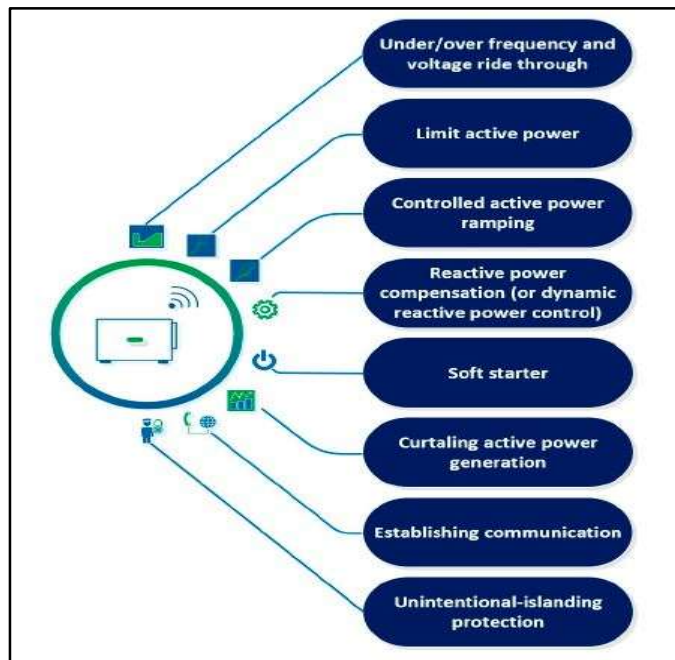 Under/over frequency and
voltage ride through
Limit active power
Controlled active power
ramping
Reactive power
compensation (or dynamic
reactive power control)
Soft starter
Curtaling active power
generation
Establishing communication
Unintentional-islanding
protection